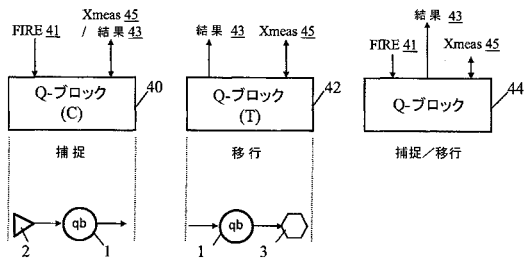 Xmeas 45
FIRE 41 / 結果 43
Q-ブロック
(C)
40
捕捉
qb
2
1
結果 43
Xmeas 45
Q-ブロック
(T)
42
移行
qb
1
3
結果 43
FIRE 41
Xmeas 45
Q-ブロック
44
捕捉/移行